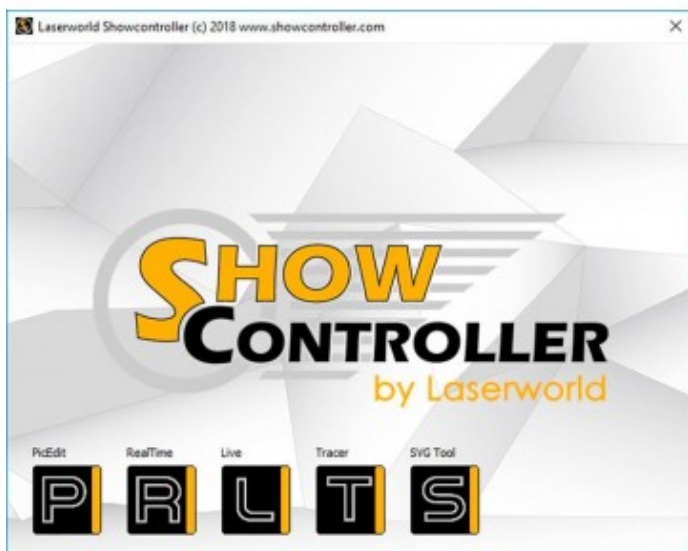 Laserworld Showcontroller (c) 2018 www.showcontroller.com
SHOW
CONTROLLER
by Laserworld
PicEdit RealTime Live Tracer SVG Tool
P R L T S